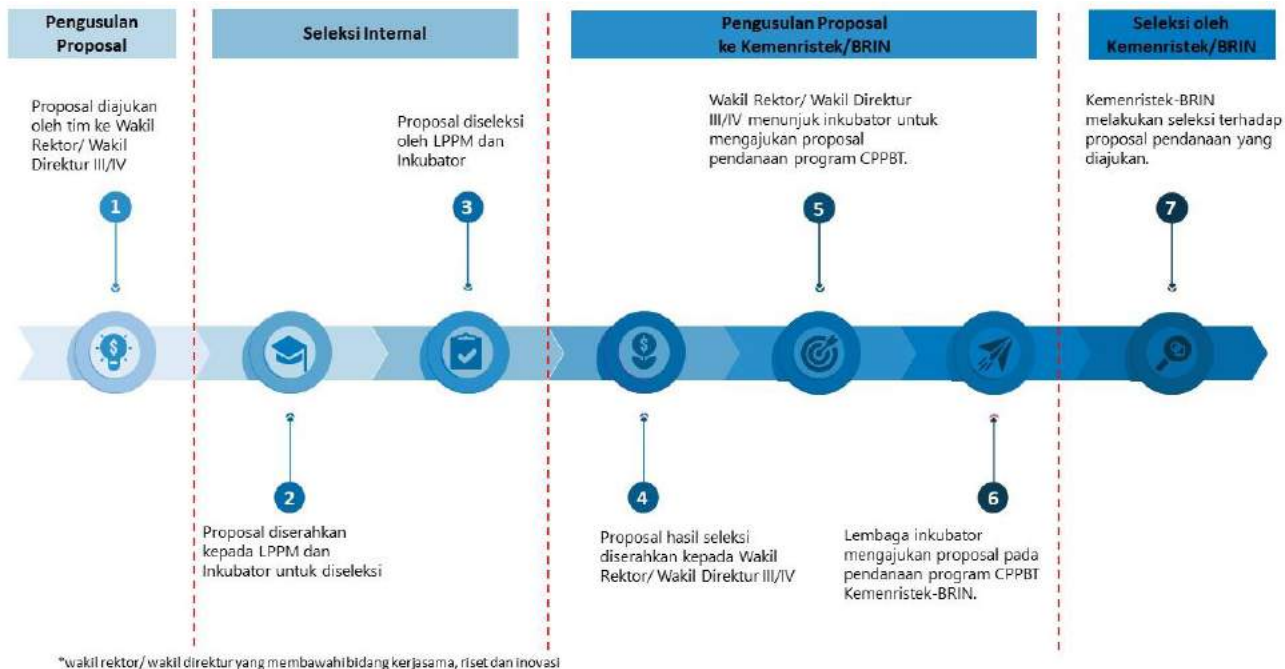 Pengusulan
Proposal
Seleksi Internal
Pengusulan Proposal
ke Kemenristek/BRIN
Seleksi oleh
Kemenristek/BRIN
Proposal diajukan
oleh tim ke Wakil
Rektor/ Wakil
Direktur III/IV
1
Proposal diserahkan
kepada LPPM dan
Inkubator untuk diseleksi
2
Proposal diseleksi
oleh LPPM dan
Inkubator
3
Proposal hasil seleksi
diserahkan kepada Wakil
Rektor/ Wakil Direktur III/IV
4
Wakil Rektor/ Wakil Direktur
III/IV menunjuk inkubator untuk
mengajukan proposal
pendanaan program CPPBT.
5
Lembaga inkubator
mengajukan proposal pada
pendanaan program CPPBT
Kemenristek-BRIN.
6
Kemenristek-BRIN
melakukan seleksi terhadap
proposal pendanaan yang
diajukan.
7
*wakil rektor/ wakil direktur yang membawahi bidang kerjasama, riset dan inovasi